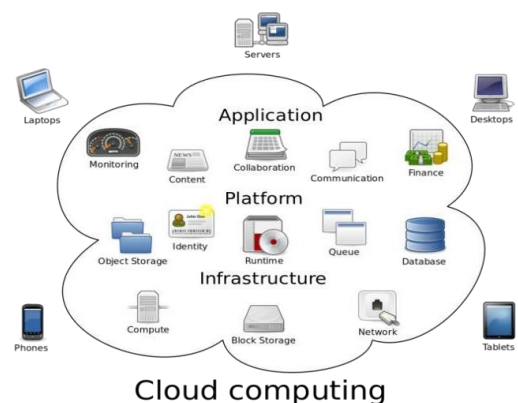 Servers
Laptops
Desktops
Application
Monitoring
NEWS
Content
Collaboration
Communication
Finance
Platform
Object Storage
Identity
Runtime
Queue
Database
Infrastructure
Compute
Block Storage
Network
Phones
Tablets
Cloud computing